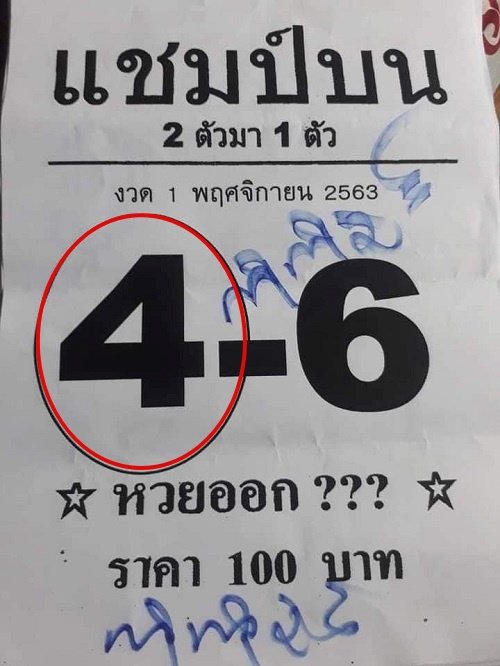 แชมป์บน
2 ตัวมา 1 ตัว
งวด 1 พฤศจิกายน 2563
4-6
☆ หวยออก ??? ☆
ราคา 100 บาท